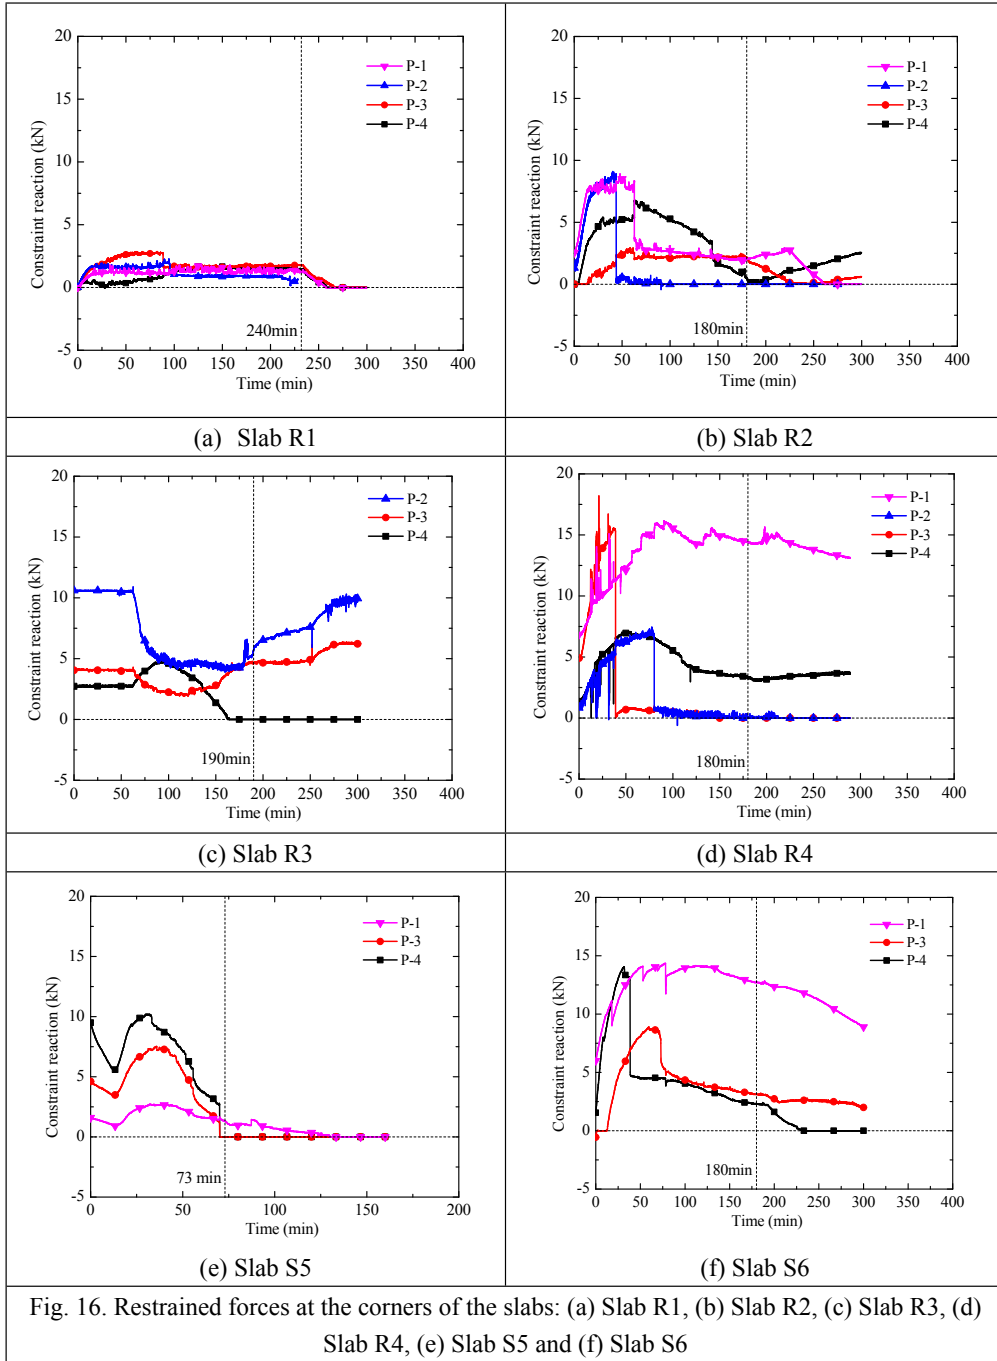 20
15
10
5
0
-5
Constraint reaction (kN)
P-1
P-2
P-3
P-4
240min
0 50 100 150 200 250 300 350 400
Time (min)
(a) Slab R1
20
15
10
5
0
-5
Constraint reaction (kN)
P-1
P-2
P-3
P-4
180min
0 50 100 150 200 250 300 350 400
Time (min)
(b) Slab R2
20
15
10
5
0
-5
Constraint reaction (kN)
P-2
P-3
P-4
190min
0 50 100 150 200 250 300 350 400
Time (min)
(c) Slab R3
20
15
10
5
0
-5
Constraint reaction (kN)
P-1
P-2
P-3
P-4
180min
0 50 100 150 200 250 300 350 400
Time (min)
(d) Slab R4
20
15
10
5
0
-5
Constraint reaction (kN)
P-1
P-3
P-4
73 min
0 50 100 150 200
Time (min)
(e) Slab S5
20
15
10
5
0
-5
Constraint reaction (kN)
P-1
P-3
P-4
180min
0 50 100 150 200 250 300 350 400
Time (min)
(f) Slab S6
Fig. 16. Restrained forces at the corners of the slabs: (a) Slab R1, (b) Slab R2, (c) Slab R3, (d)
Slab R4, (e) Slab S5 and (f) Slab S6